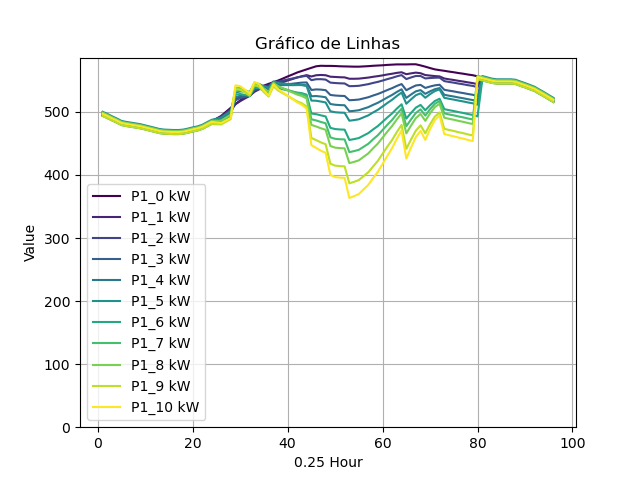 Gráfico de Linhas
Value
500
400
300
200
100
0
P1_0 kW
P1_1 kW
P1_2 kW
P1_3 kW
P1_4 kW
P1_5 kW
P1_6 kW
P1_7 kW
P1_8 kW
P1_9 kW
P1_10 kW
0 20 40 60 80 100
0.25 Hour